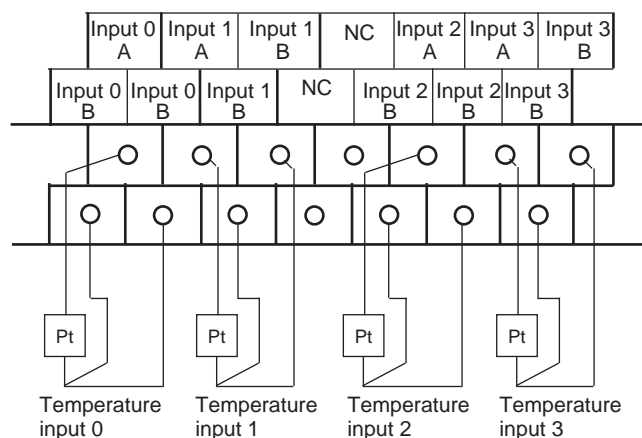 Input 0 Input 1 Input 1 NC Input 2 Input 3 Input 3
A A B A A B
Input 0 Input 0 Input 1 NC Input 2 Input 2 Input 3
B B B B B B
Pt Pt Pt Pt
Temperature Temperature Temperature Temperature
input 0 input 1 input 2 input 3